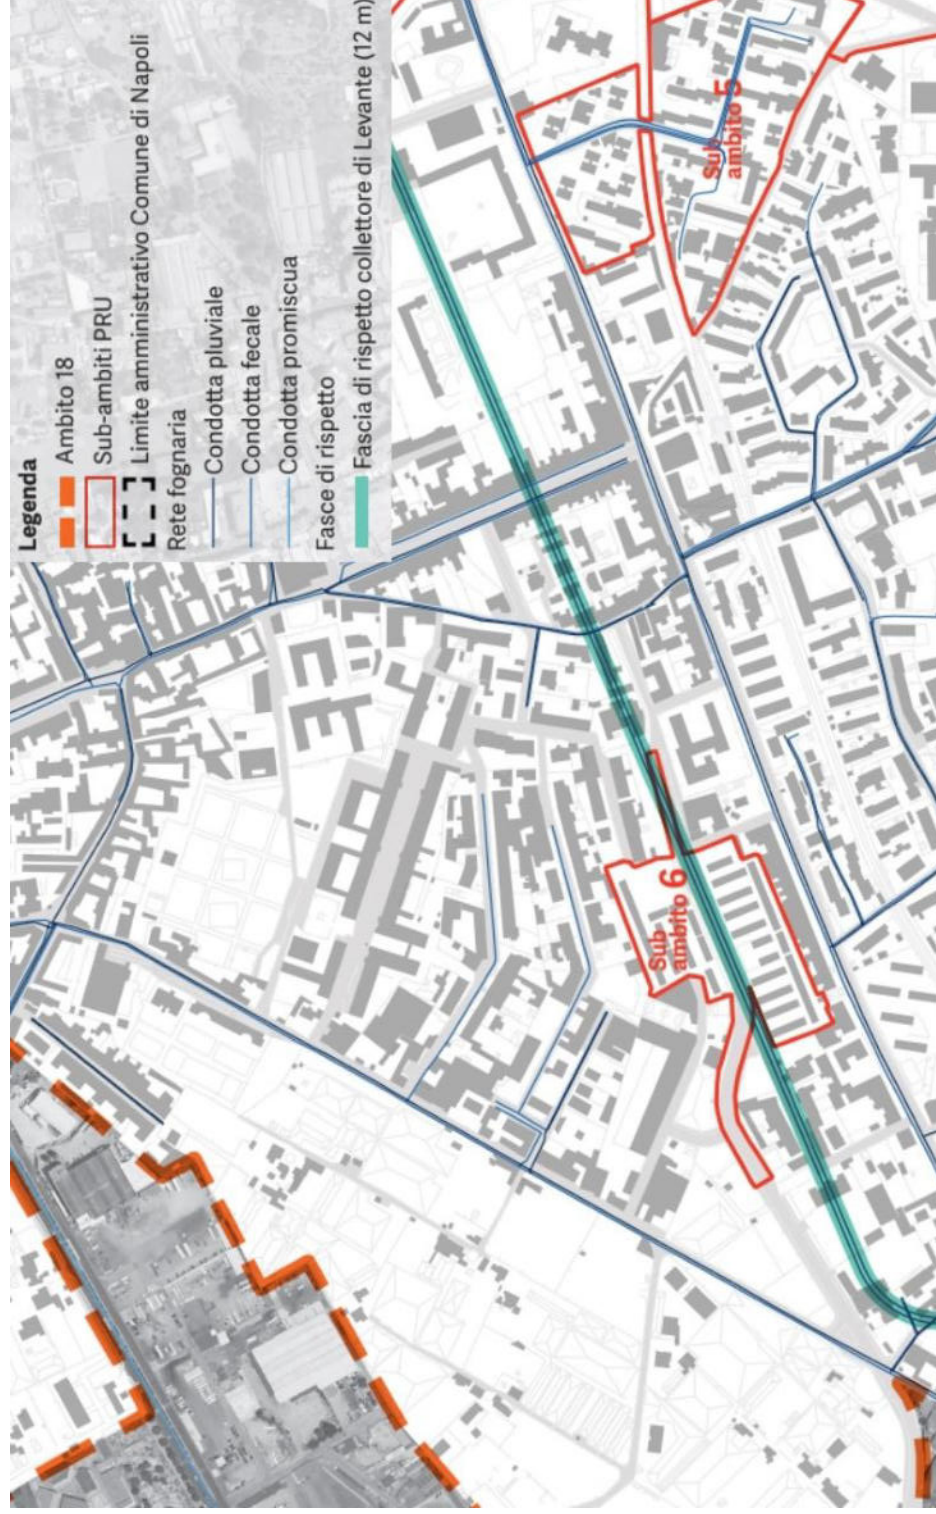 Legenda
Ambito 18
Sub-ambiti PRU
Limite amministrativo Comune di Napoli
Rete fognaria
Condotta pluviale
Condotta fecale
Condotta promiscua
Fasce di rispetto
Fascia di rispetto collettore di Levante (12 m)
Sub
ambito 5
Sub
ambito 6